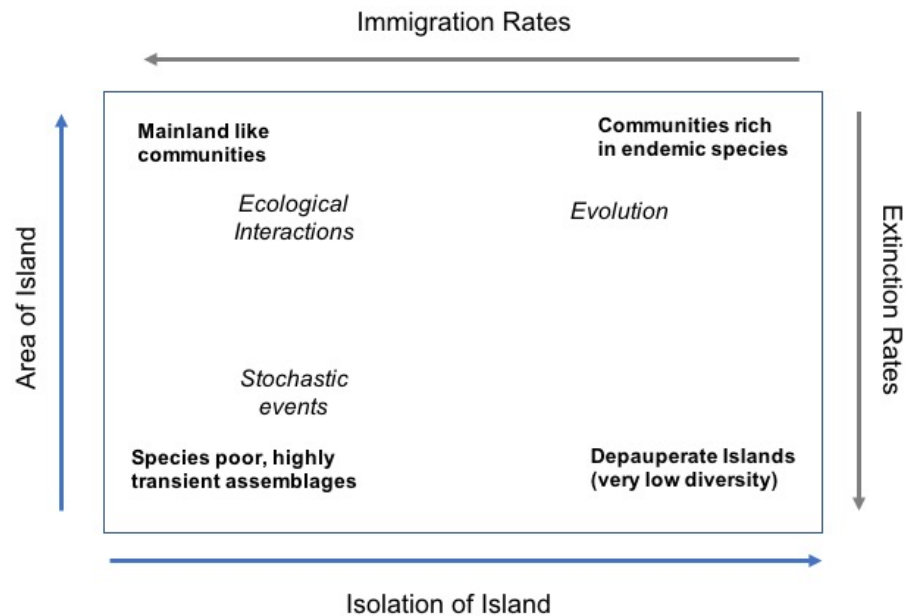 Immigration Rates
Mainland like
communities
Communities rich
in endemic species
Ecological
Interactions
Evolution
Area of Island
Extinction Rates
Stochastic
events
Species poor, highly
transient assemblages
Depauperate Islands
(very low diversity)
Isolation of Island